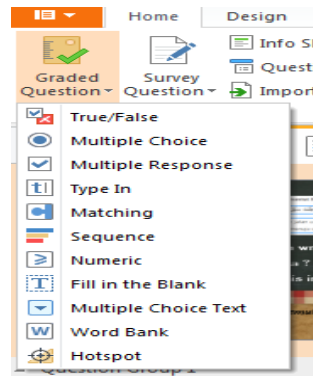 Home Design
Info S
Graded Question
Survey Question
Quest
Import
True/False
Multiple Choice
Multiple Response
Type In
Matching
Sequence
Numeric
Fill in the Blank
Multiple Choice Text
Word Bank
Hotspot
Question Group 1